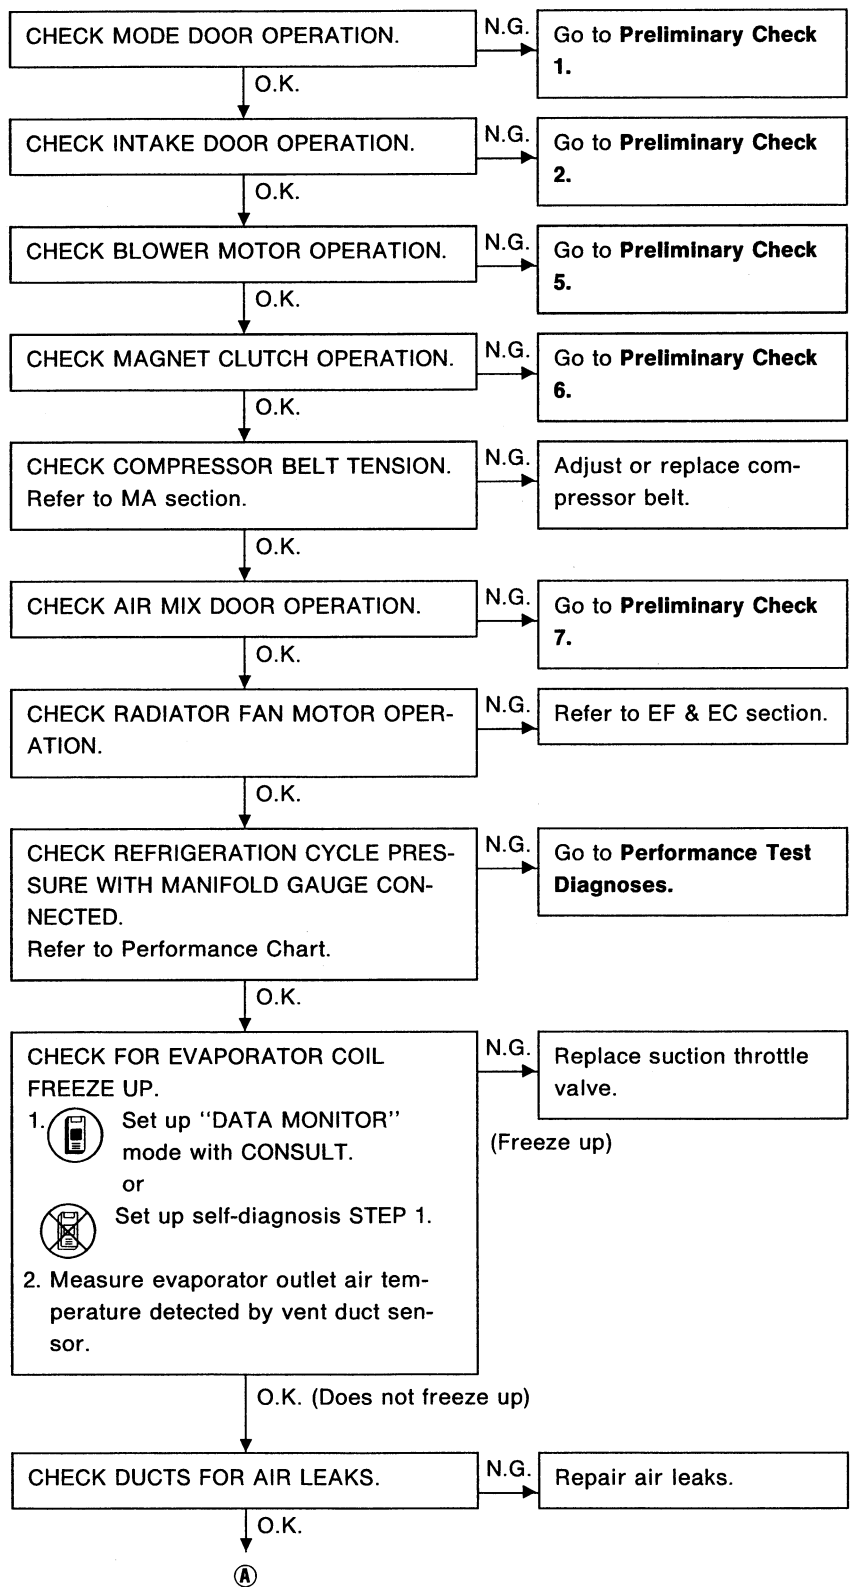 CHECK MODE DOOR OPERATION.
N.G.
Go to Preliminary Check
1.
O.K.
CHECK INTAKE DOOR OPERATION.
N.G.
Go to Preliminary Check
2.
O.K.
CHECK BLOWER MOTOR OPERATION.
N.G.
Go to Preliminary Check
5.
O.K.
CHECK MAGNET CLUTCH OPERATION.
N.G.
Go to Preliminary Check
6.
O.K.
CHECK COMPRESSOR BELT TENSION.
Refer to MA section.
N.G.
Adjust or replace com-
pressor belt.
O.K.
CHECK AIR MIX DOOR OPERATION.
N.G.
Go to Preliminary Check
7.
O.K.
CHECK RADIATOR FAN MOTOR OPER-
ATION.
N.G.
Refer to EF & EC section.
O.K.
CHECK REFRIGERATION CYCLE PRES-
SURE WITH MANIFOLD GAUGE CON-
NECTED.
Refer to Performance Chart.
N.G.
Go to Performance Test
Diagnoses.
O.K.
CHECK FOR EVAPORATOR COIL
FREEZE UP.
1. Set up "DATA MONITOR"
mode with CONSULT.
or
Set up self-diagnosis STEP 1.
2. Measure evaporator outlet air tem-
perature detected by vent duct sen-
sor.
N.G.
(Freeze up)
Replace suction throttle
valve.
O.K. (Does not freeze up)
CHECK DUCTS FOR AIR LEAKS.
N.G.
Repair air leaks.
O.K.
A